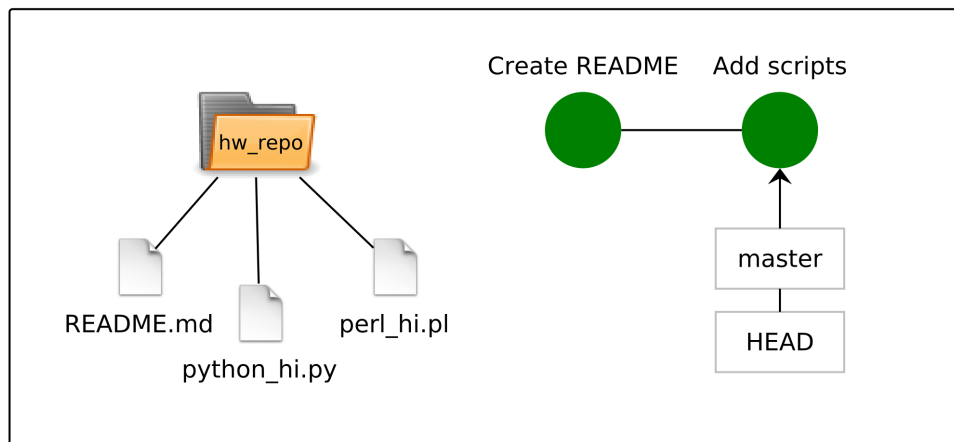 Create README
Add scripts
hw_repo
master
README.md
perl_hi.pl
HEAD
python_hi.py